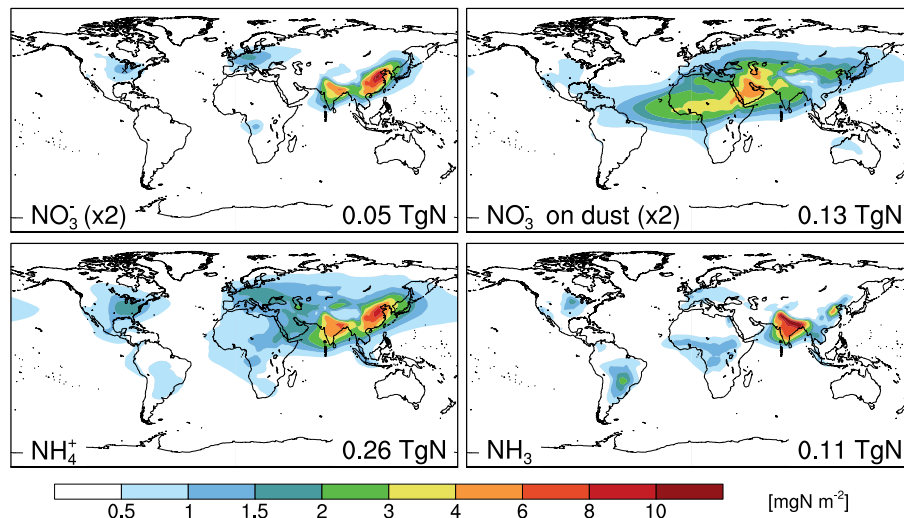 NO₃⁻ (x2) 0.05 TgN
NO₃⁻ on dust (x2) 0.13 TgN
NH₄⁺ 0.26 TgN
NH₃ 0.11 TgN
0.5 1 1.5 2 3 4 6 8 10 [mgN m⁻²]